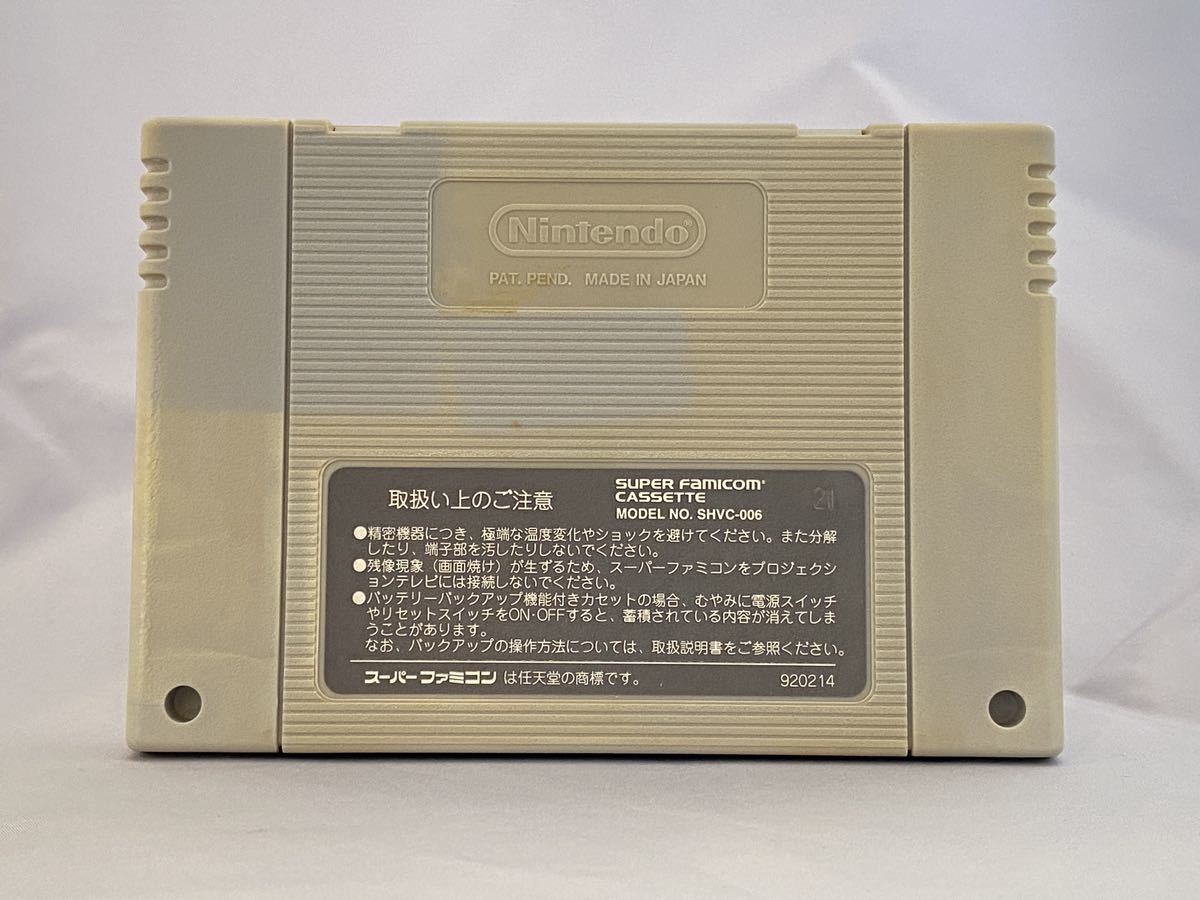 Nintendo®
PAT. PEND. MADE IN JAPAN
取扱い上のご注意
SUPER FAMICOM®
CASSETTE
MODEL NO. SHVC-006
●精密機器につき、極端な温度変化やショックを避けてください。また分解
したり、端子部を汚したりしないでください。
●残像現象（画面焼け）が生ずるため、スーパーファミコンをプロジェクシ
ョンテレビには接続しないでください。
●バッテリーバックアップ機能付きカセットの場合、むやみに電源スイッチ
やリセットスイッチをON・OFFすると、蓄積されている内容が消えてしま
うことがあります。
なお、バックアップの操作方法については、取扱説明書をご参照ください。
スーパーファミコン は任天堂の商標です。
920214